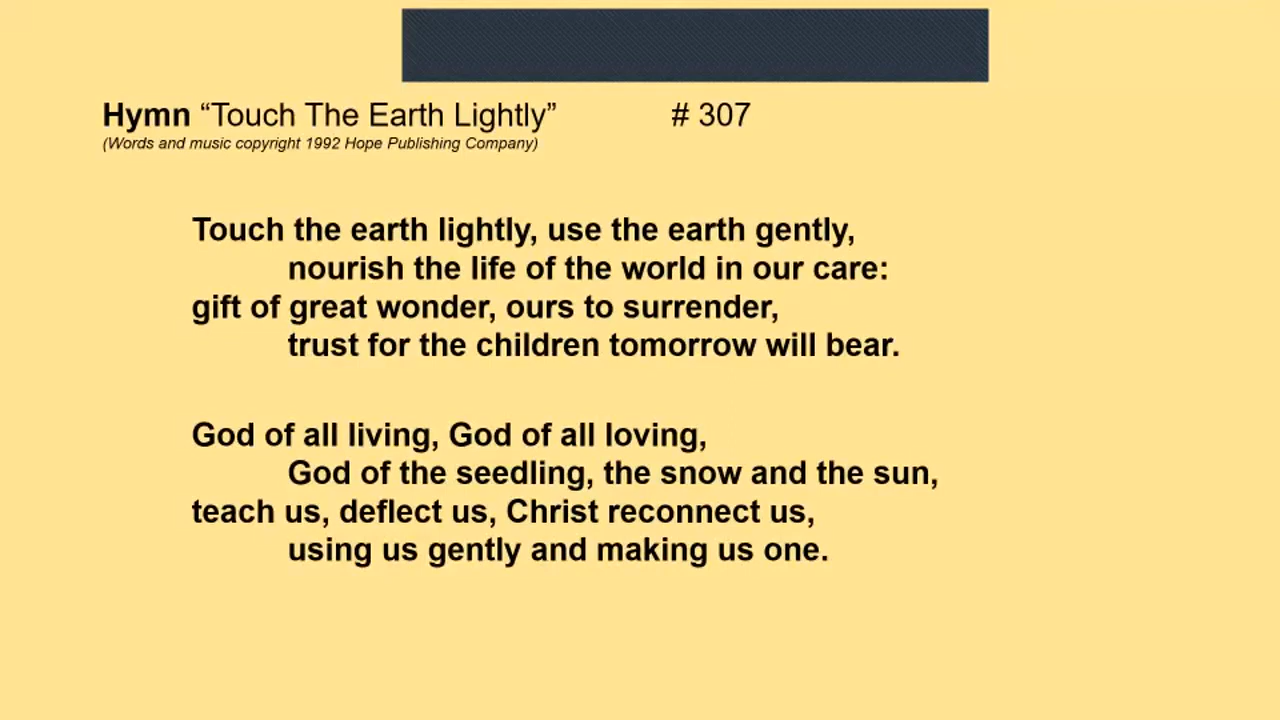 Hymn “Touch The Earth Lightly” # 307
(Words and music copyright 1992 Hope Publishing Company)
Touch the earth lightly, use the earth gently,
nourish the life of the world in our care:
gift of great wonder, ours to surrender,
trust for the children tomorrow will bear.
God of all living, God of all loving,
God of the seedling, the snow and the sun,
teach us, deflect us, Christ reconnect us,
using us gently and making us one.